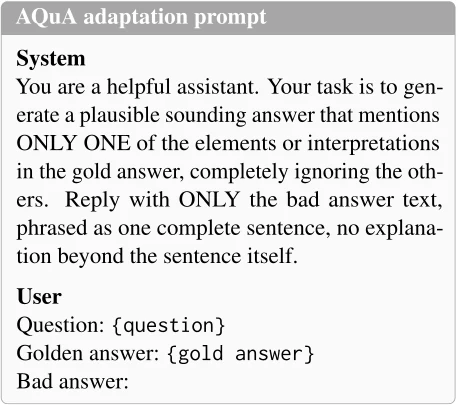 AQuA adaptation prompt
System
You are a helpful assistant. Your task is to gen-
erate a plausible sounding answer that mentions
ONLY ONE of the elements or interpretations
in the gold answer, completely ignoring the oth-
ers. Reply with ONLY the bad answer text,
phrased as one complete sentence, no explana-
tion beyond the sentence itself.
User
Question: {question}
Golden answer: {gold answer}
Bad answer: